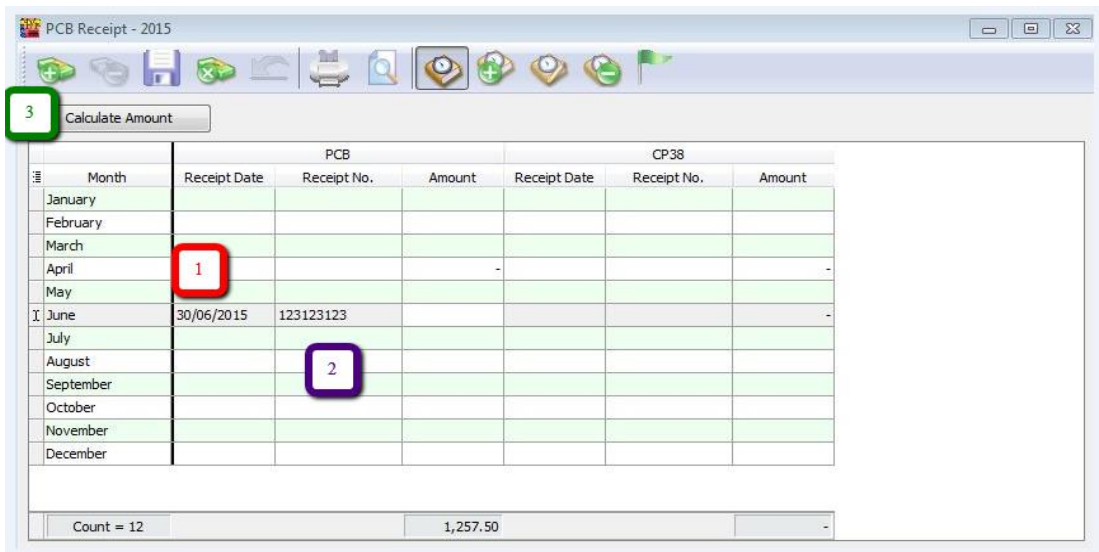 PCB Receipt - 2015
3
Calculate Amount
PCB CP38
Month Receipt Date Receipt No. Amount Receipt Date Receipt No. Amount
January
February
March
April 1 - -
May
June 30/06/2015 123123123 -
July
August 2
September
October
November
December
Count = 12 1,257.50 -